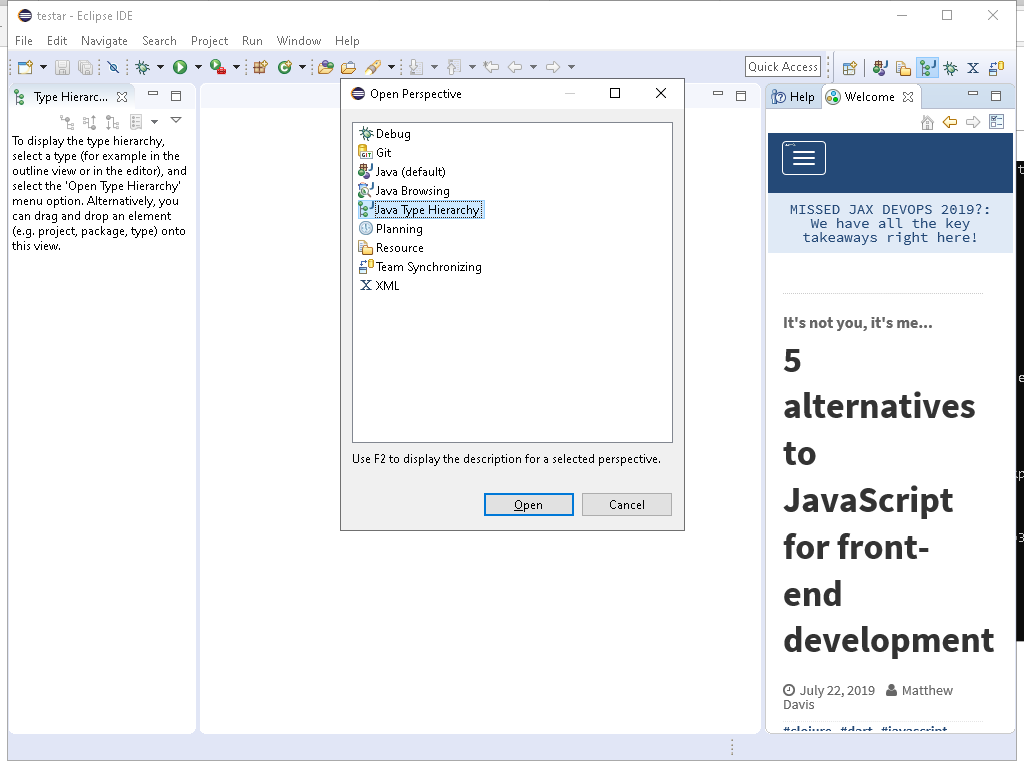 testar - Eclipse IDE
File Edit Navigate Search Project Run Window Help
Quick Access
Type Hierarc...
To display the type hierarchy,
select a type (for example in the
outline view or in the editor), and
select the 'Open Type Hierarchy'
menu option. Alternatively, you
can drag and drop an element
(e.g. project, package, type) onto
this view.
Open Perspective
Debug
Git
Java (default)
Java Browsing
Java Type Hierarchy
Planning
Resource
Team Synchronizing
XML
Use F2 to display the description for a selected perspective.
Open Cancel
Help Welcome
MISSED JAX DEVOPS 2019?:
We have all the key
takeaways right here!
It's not you, it's me...
5
alternatives
to
JavaScript
for front-
end
development
July 22, 2019 Matthew
Davis
#clojure #dart #javascript